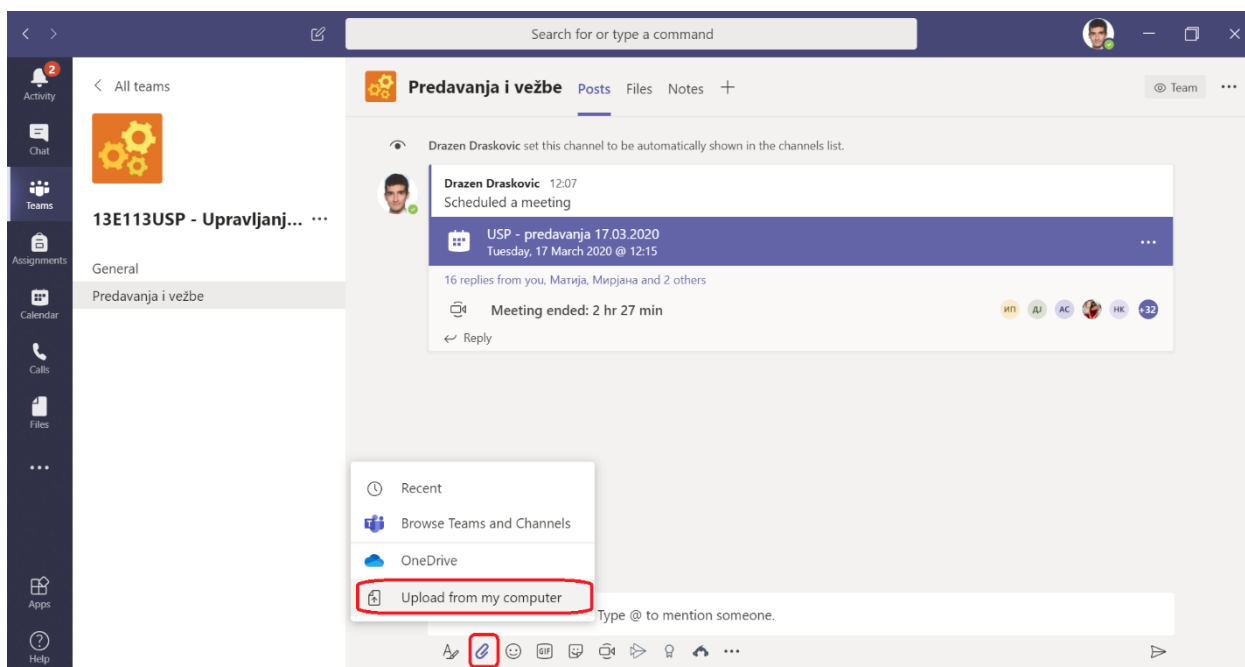 Search for or type a command
2
Activity
Chat
Teams
Assignments
Calendar
Calls
Files
Apps
Help
All teams
13E113USP - Upravljanj...
General
Predavanja i vežbe
Predavanja i vežbe Posts Files Notes
Team
Drazen Draskovic set this channel to be automatically shown in the channels list.
Drazen Draskovic 12:07
Scheduled a meeting
USP - predavanja 17.03.2020
Tuesday, 17 March 2020 @ 12:15
16 replies from you, Матија, Мирјана and 2 others
Meeting ended: 2 hr 27 min
ИП ДЈ АС НК +32
Reply
Recent
Browse Teams and Channels
OneDrive
Upload from my computer
Type @ to mention someone.
GIF